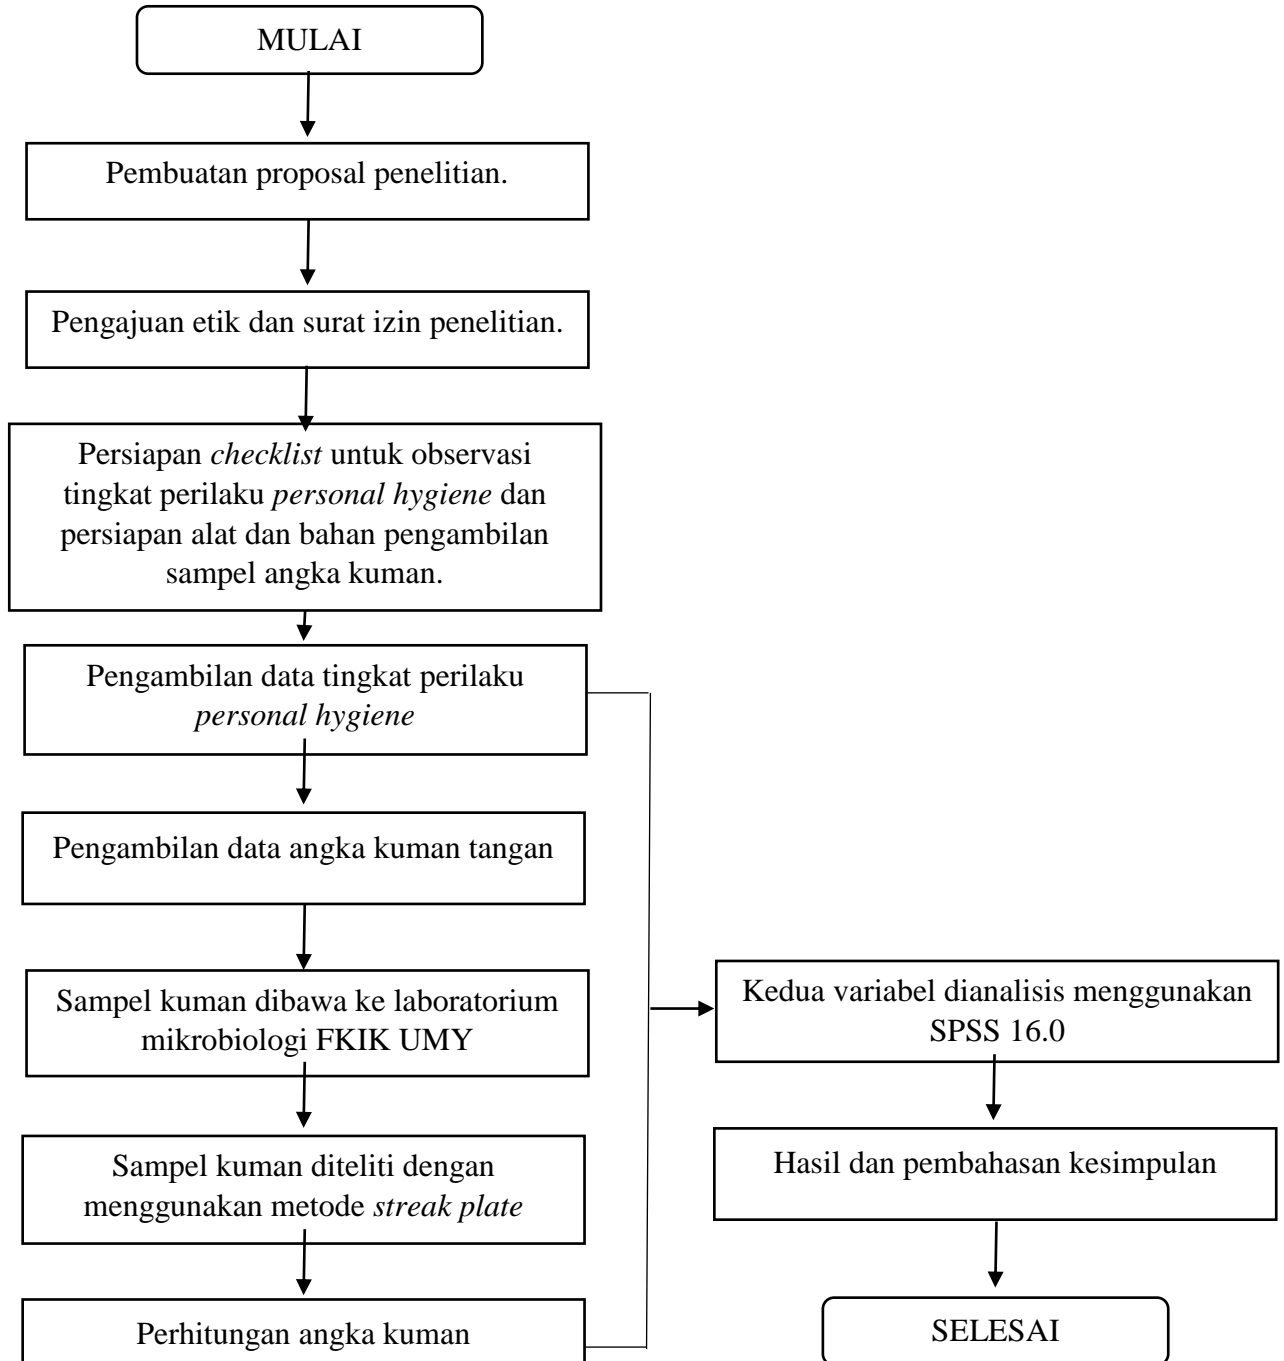 MULAI
Pembuatan proposal penelitian.
Pengajuan etik dan surat izin penelitian.
Persiapan checklist untuk observasi
tingkat perilaku personal hygiene dan
persiapan alat dan bahan pengambilan
sampel angka kuman.
Pengambilan data tingkat perilaku
personal hygiene
Pengambilan data angka kuman tangan
Sampel kuman dibawa ke laboratorium
mikrobiologi FKIK UMY
Sampel kuman diteliti dengan
menggunakan metode streak plate
Perhitungan angka kuman
Kedua variabel dianalisis menggunakan
SPSS 16.0
Hasil dan pembahasan kesimpulan
SELESAI